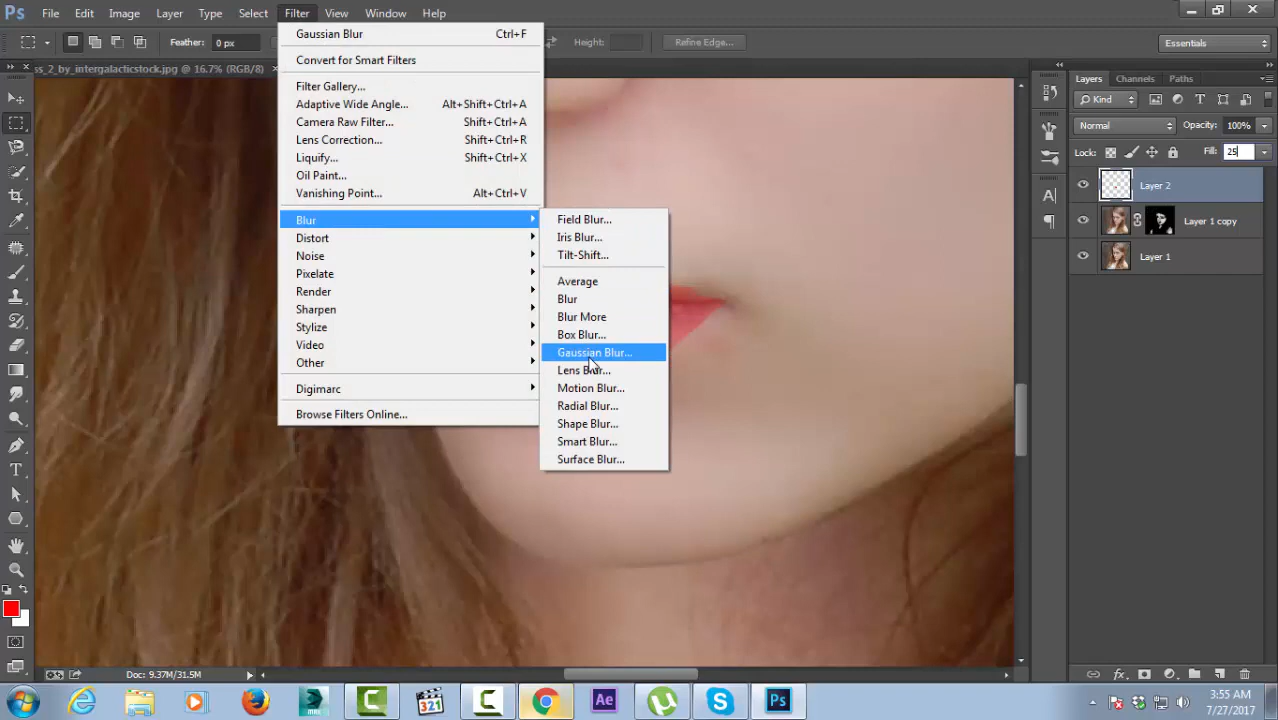 Ps File Edit Image Layer Type Select Filter View Window Help
Feather: 0 px Height: Refine Edge... Essentials
ss_2_by_intergalacticstock.jpg @ 16.7% (RGB/8) ×
Gaussian Blur Ctrl+F
Convert for Smart Filters
Filter Gallery...
Adaptive Wide Angle... Alt+Shift+Ctrl+A
Camera Raw Filter... Shift+Ctrl+A
Lens Correction... Shift+Ctrl+R
Liquify... Shift+Ctrl+X
Oil Paint...
Vanishing Point... Alt+Ctrl+V
Blur
Distort
Noise
Pixelate
Render
Sharpen
Stylize
Video
Other
Digimarc
Browse Filters Online...
Field Blur...
Iris Blur...
Tilt-Shift...
Average
Blur
Blur More
Box Blur...
Gaussian Blur...
Lens Blur...
Motion Blur...
Radial Blur...
Shape Blur...
Smart Blur...
Surface Blur...
Layers Channels Paths
Kind
Normal Opacity: 100%
Lock: Fill: 25
Layer 2
Layer 1 copy
Layer 1
Doc: 9.37M/31.5M
321
Ae
Ps
3:55 AM
7/27/2017